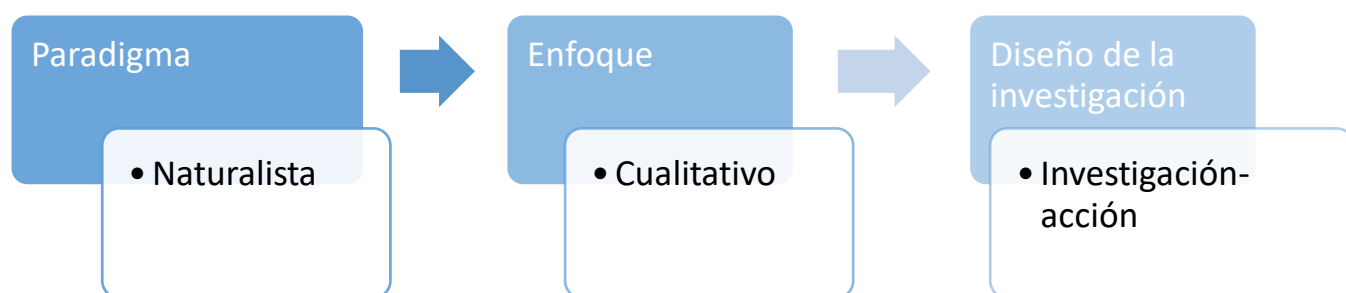 Paradigma
• Naturalista
Enfoque
• Cualitativo
Diseño de la
investigación
• Investigación-
acción